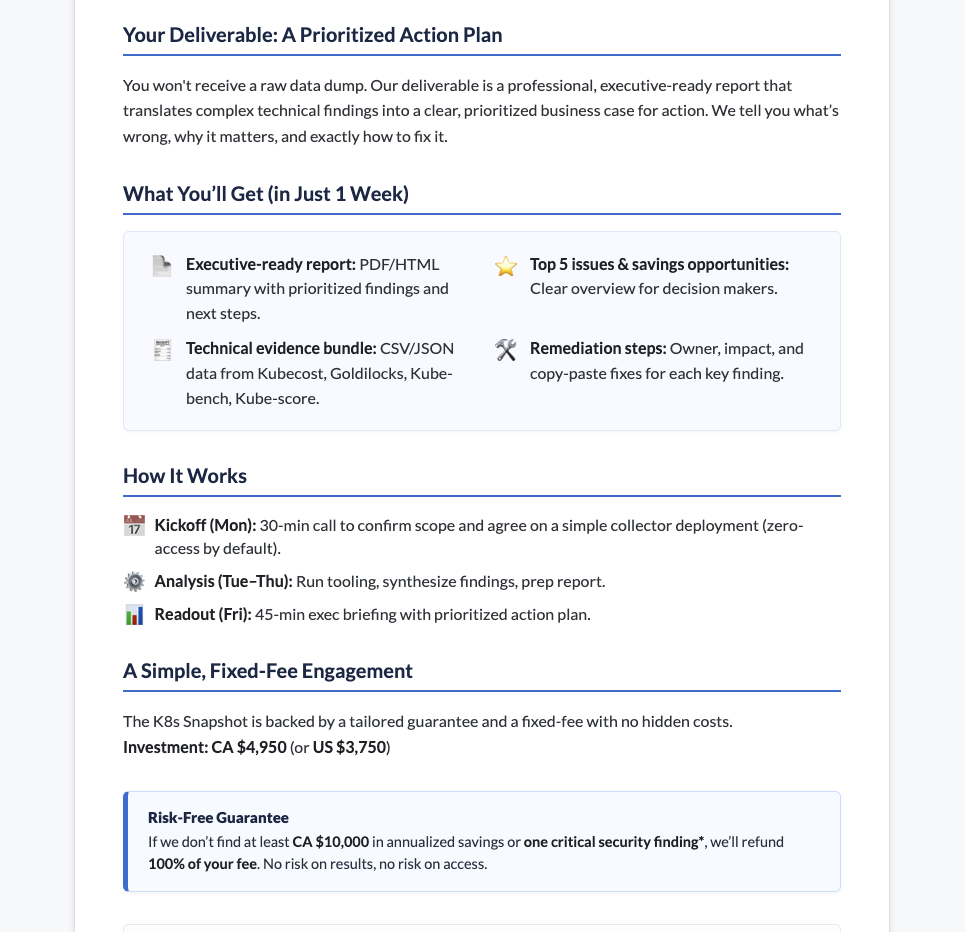 Your Deliverable: A Prioritized Action Plan
You won't receive a raw data dump. Our deliverable is a professional, executive-ready report that
translates complex technical findings into a clear, prioritized business case for action. We tell you what’s
wrong, why it matters, and exactly how to fix it.
What You’ll Get (in Just 1 Week)
Executive-ready report: PDF/HTML
summary with prioritized findings and
next steps.
Top 5 issues & savings opportunities:
Clear overview for decision makers.
Technical evidence bundle: CSV/JSON
data from Kubecost, Goldilocks, Kube-
bench, Kube-score.
Remediation steps: Owner, impact, and
copy-paste fixes for each key finding.
How It Works
17
Kickoff (Mon): 30-min call to confirm scope and agree on a simple collector deployment (zero-
access by default).
Analysis (Tue–Thu): Run tooling, synthesize findings, prep report.
Readout (Fri): 45-min exec briefing with prioritized action plan.
A Simple, Fixed-Fee Engagement
The K8s Snapshot is backed by a tailored guarantee and a fixed-fee with no hidden costs.
Investment: CA $4,950 (or US $3,750)
Risk-Free Guarantee
If we don’t find at least CA $10,000 in annualized savings or one critical security finding*, we’ll refund
100% of your fee. No risk on results, no risk on access.